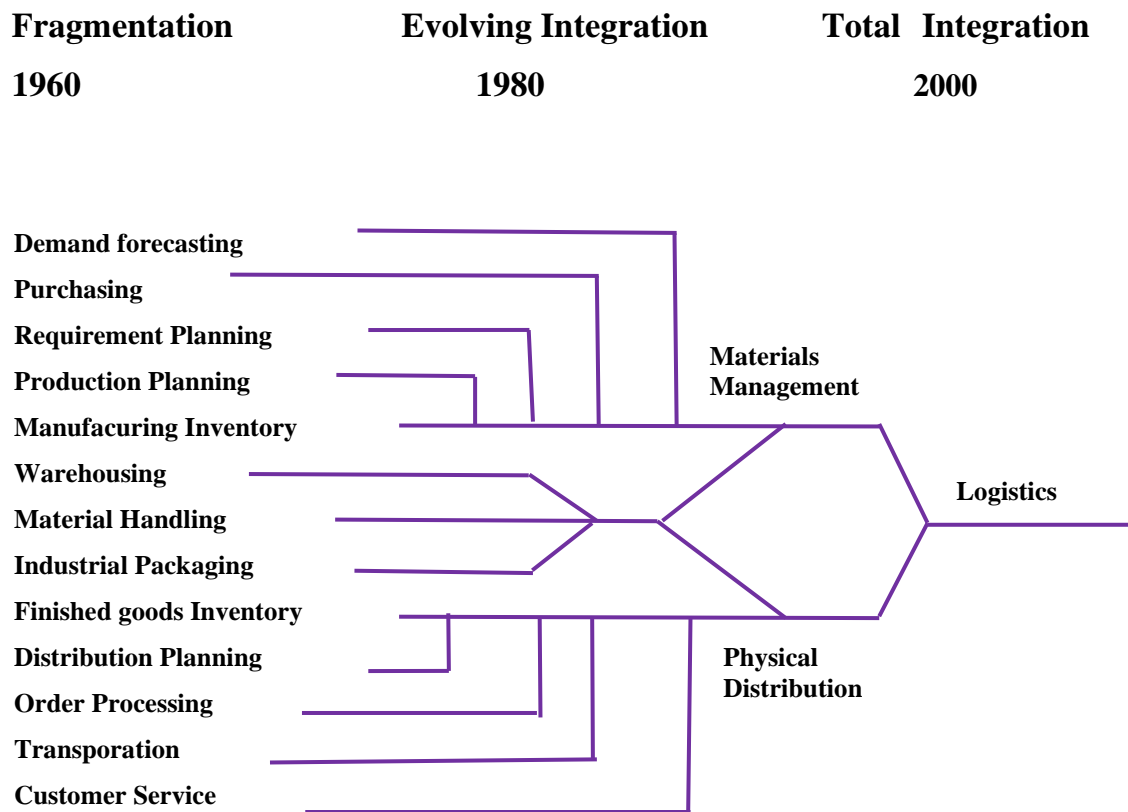 Fragmentation Evolving Integration Total Integration
1960 1980 2000
Demand forecasting
Purchasing
Requirement Planning
Production Planning
Manufacuring Inventory
Warehousing
Material Handling
Industrial Packaging
Finished goods Inventory
Distribution Planning
Order Processing
Transporation
Customer Service
Materials
Management
Physical
Distribution
Logistics